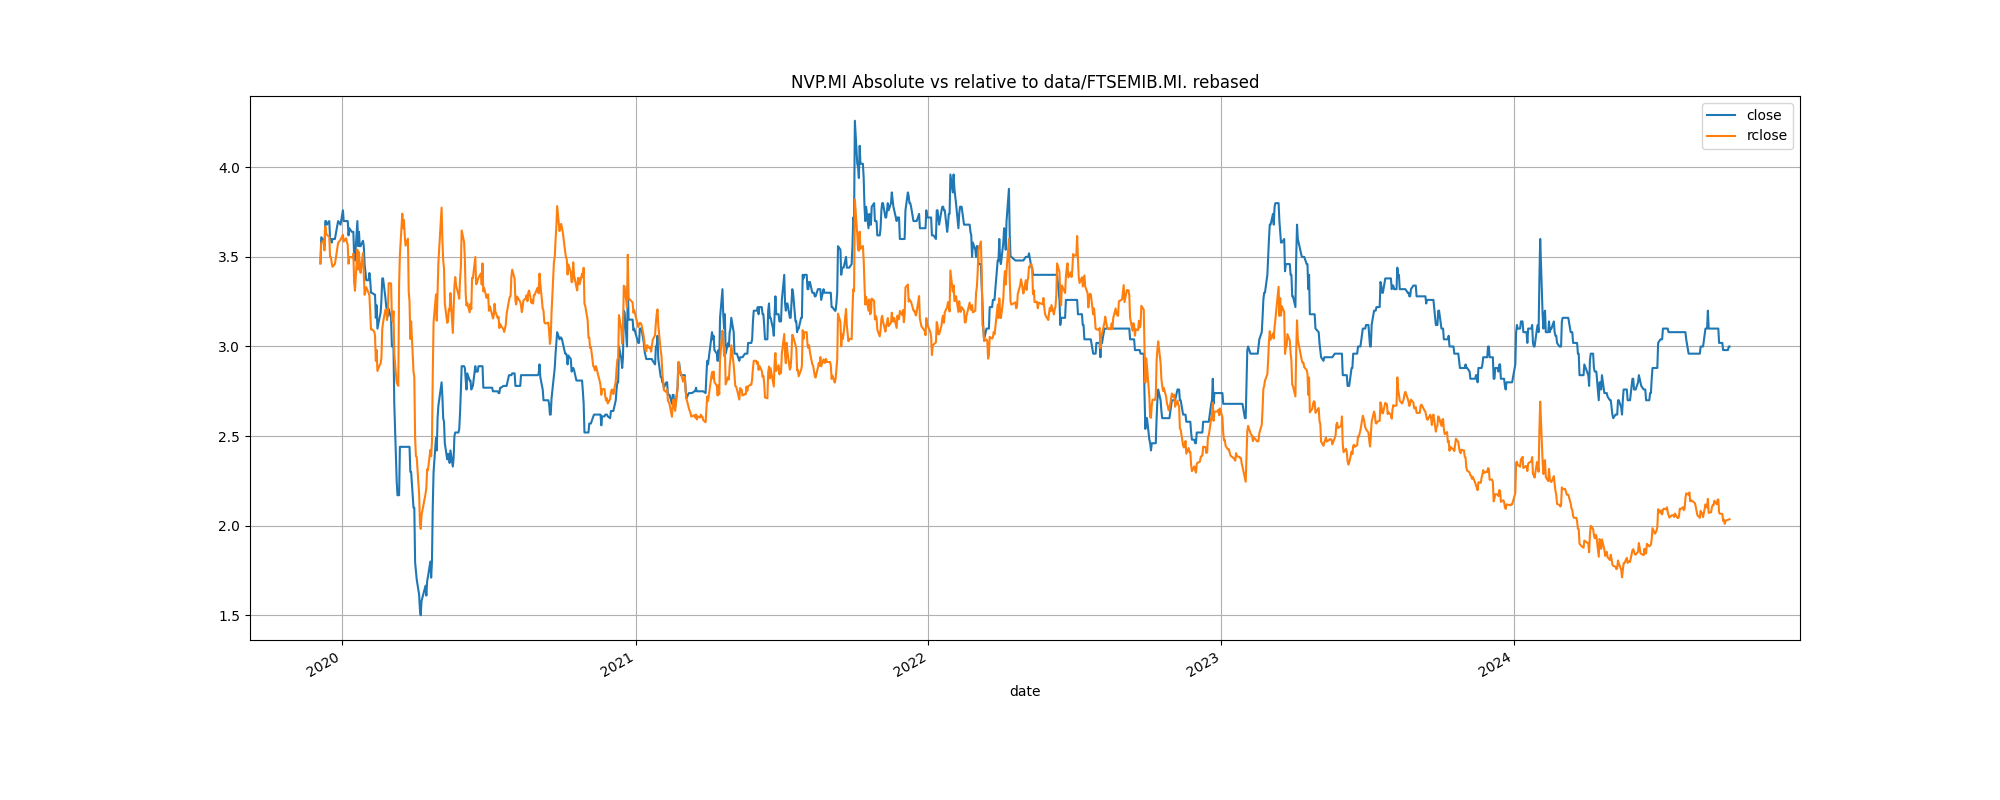 NVP.MI Absolute vs relative to data/FTSEMIB.MI. rebased
close
rclose
4.0
3.5
3.0
2.5
2.0
1.5
2020
2021
2022
2023
2024
date